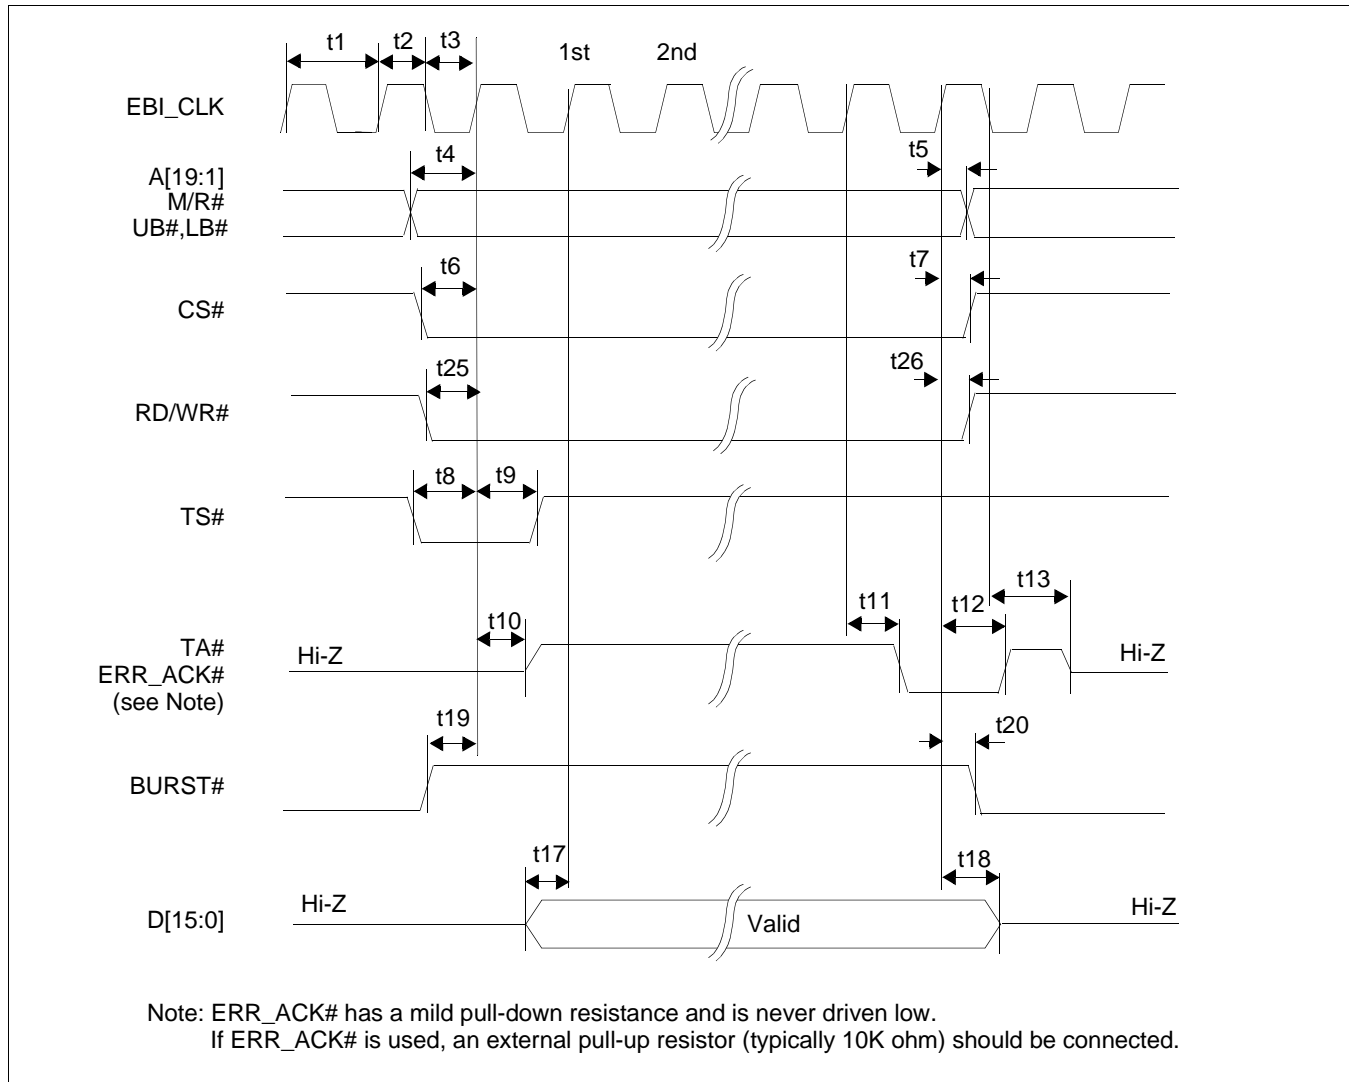 t1 t2 t3 1st 2nd
EBI_CLK
t4 t5
A[19:1]
M/R#
UB#,LB#
t6 t7
CS#
t25 t26
RD/WR#
t8 t9
TS#
t10 t11 t12 t13
TA#
Hi-Z Hi-Z
ERR_ACK#
(see Note)
t19 t20
BURST#
t17 t18
Hi-Z Hi-Z
D[15:0] Valid
Note: ERR_ACK# has a mild pull-down resistance and is never driven low.
If ERR_ACK# is used, an external pull-up resistor (typically 10K ohm) should be connected.